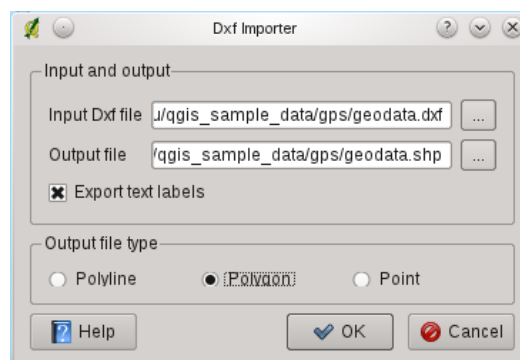 Dxf Importer
Input and output
Input Dxf file u/qgis_sample_data/gps/geodata.dxf ...
Output file /qgis_sample_data/gps/geodata.shp ...
Export text labels
Output file type
Polyline Polygon Point
Help OK Cancel